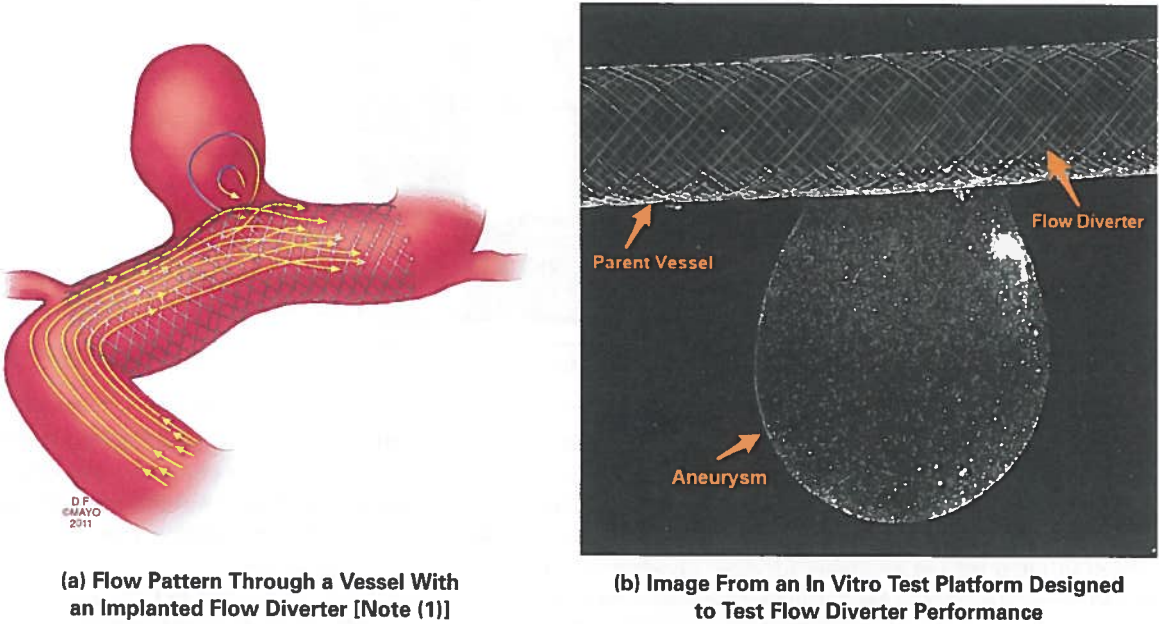 D F
©MAYO
2011
Parent Vessel
Flow Diverter
Aneurysm
(a) Flow Pattern Through a Vessel With
an Implanted Flow Diverter [Note (1)]
(b) Image From an In Vitro Test Platform Designed
to Test Flow Diverter Performance